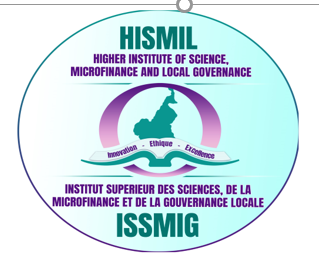 HISMIL
HIGHER INSTITUTE OF SCIENCE,
MICROFINANCE AND LOCAL GOVERNANCE
Innovation - Ethique - Excellence
INSTITUT SUPERIEUR DES SCIENCES, DE LA
MICROFINANCE ET DE LA GOUVERNANCE LOCALE
ISSMIG